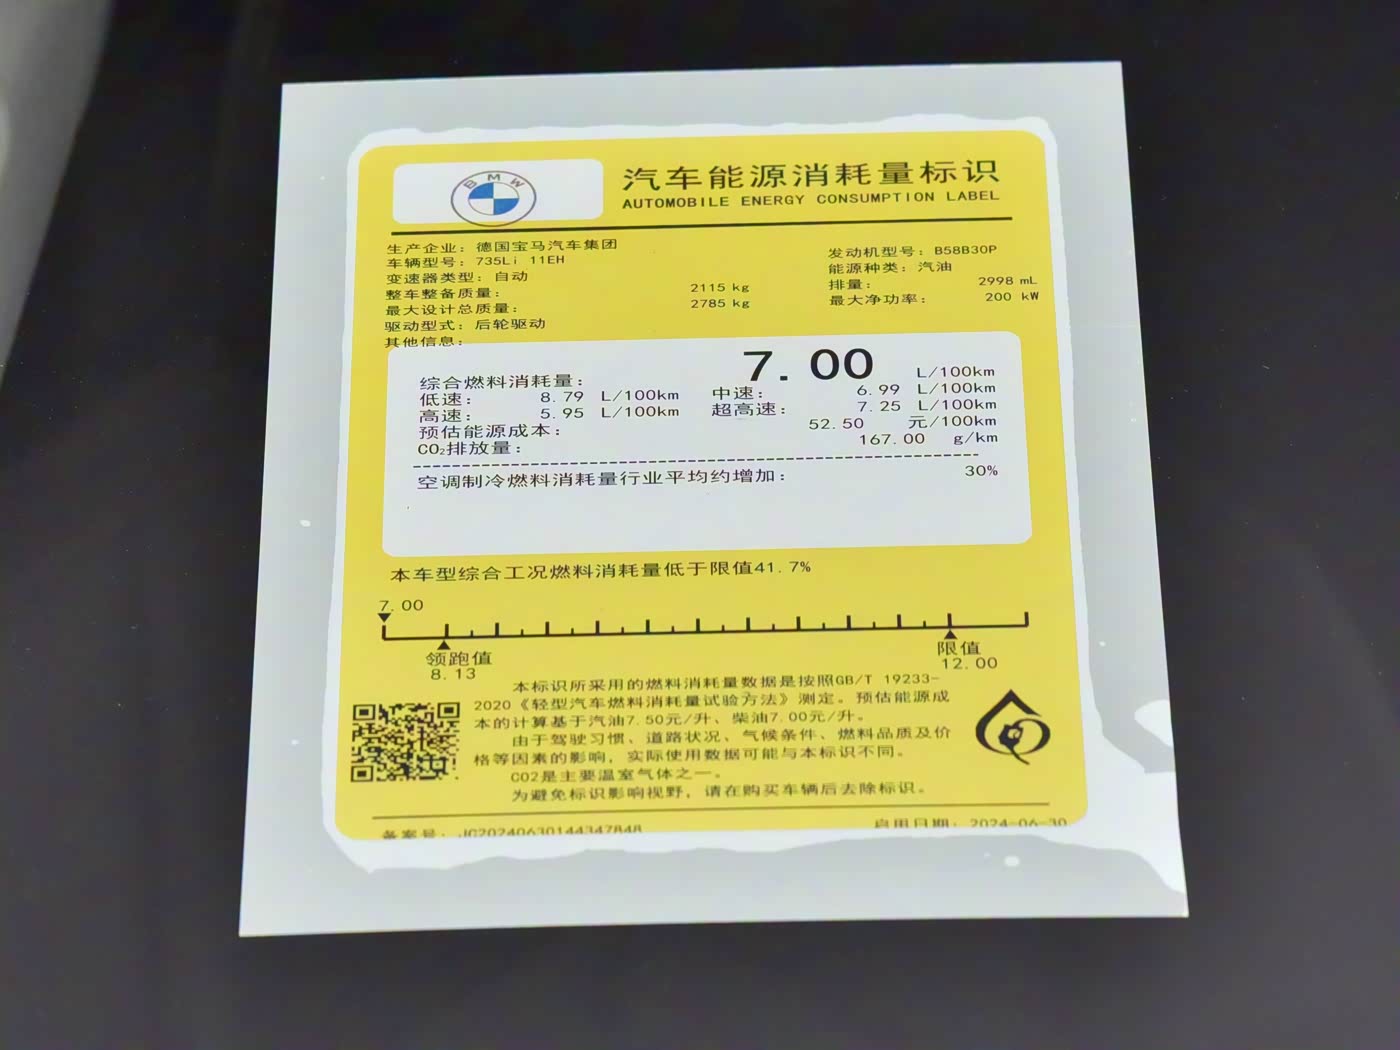 BMW
汽车能源消耗量标识
AUTOMOBILE ENERGY CONSUMPTION LABEL
生产企业：德国宝马汽车集团
车辆型号：735Li 11EH
变速器类型：自动
整车整备质量： 2115 kg
最大设计总质量： 2785 kg
驱动型式：后轮驱动
其他信息：
发动机型号：B58B30P
能源种类：汽油
排量： 2998 mL
最大净功率： 200 kW
综合燃料消耗量： 7.00 L/100km
低速： 8.79 L/100km 中速： 6.99 L/100km
高速： 5.95 L/100km 超高速： 7.25 L/100km
预估能源成本： 52.50 元/100km
CO₂排放量： 167.00 g/km
空调制冷燃料消耗量行业平均约增加： 30%
本车型综合工况燃料消耗量低于限值41.7%
7.00
领跑值 限值
8.13 12.00
本标识所采用的燃料消耗量数据是按照GB/T 19233-
2020《轻型汽车燃料消耗量试验方法》测定。预估能源成
本的计算基于汽油7.50元/升、柴油7.00元/升。
由于驾驶习惯、道路状况、气候条件、燃料品质及价
格等因素的影响，实际使用数据可能与本标识不同。
CO2是主要温室气体之一。
为避免标识影响视野，请在购买车辆后去除标识。
备案号：JC20240630144347848 启用日期：2024-06-30